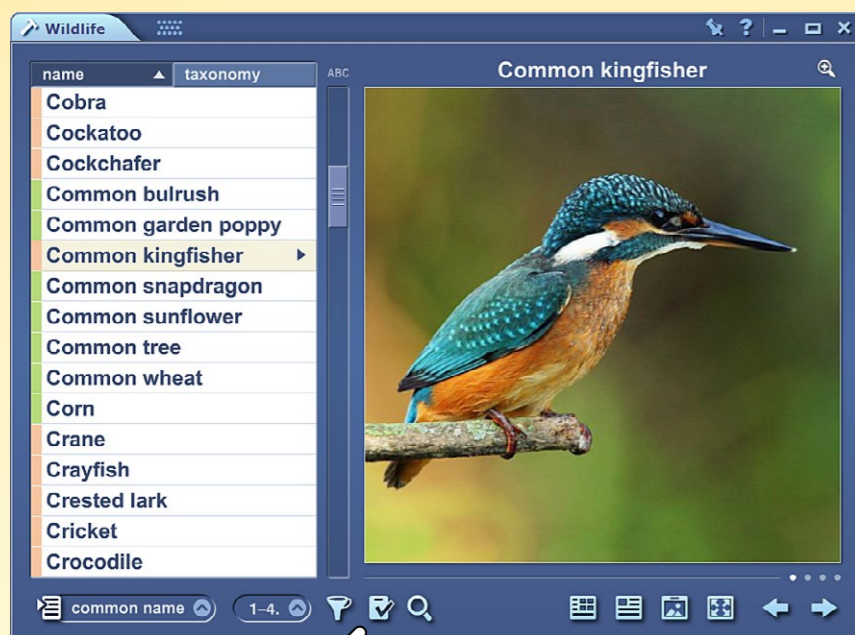 Wildlife
?
name
taxonomy
ABC
Common kingfisher
Cobra
Cockatoo
Cockchafer
Common bulrush
Common garden poppy
Common kingfisher
Common snapdragon
Common sunflower
Common tree
Common wheat
Corn
Crane
Crayfish
Crested lark
Cricket
Crocodile
common name
1–4.